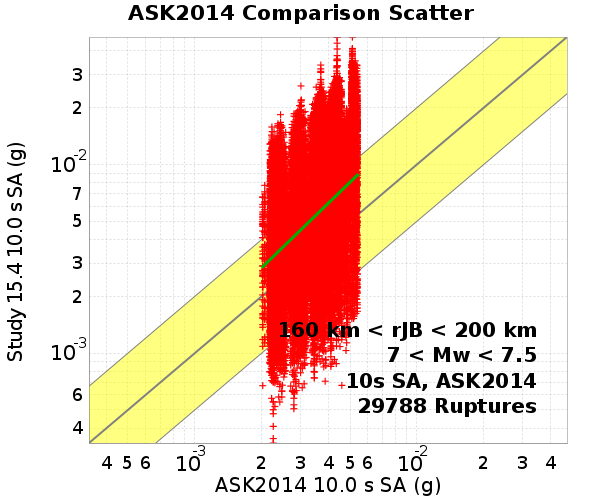 ASK2014 Comparison Scatter
Study 15.4 10.0 s SA (g)
3
2
10-2
7
5
3
2
10-3
6
4
160 km < rJB < 200 km
7 < Mw < 7.5
10s SA, ASK2014
29788 Ruptures
4 5 6 10-3 2 3 4 5 6 10-2 2 3 4
ASK2014 10.0 s SA (g)